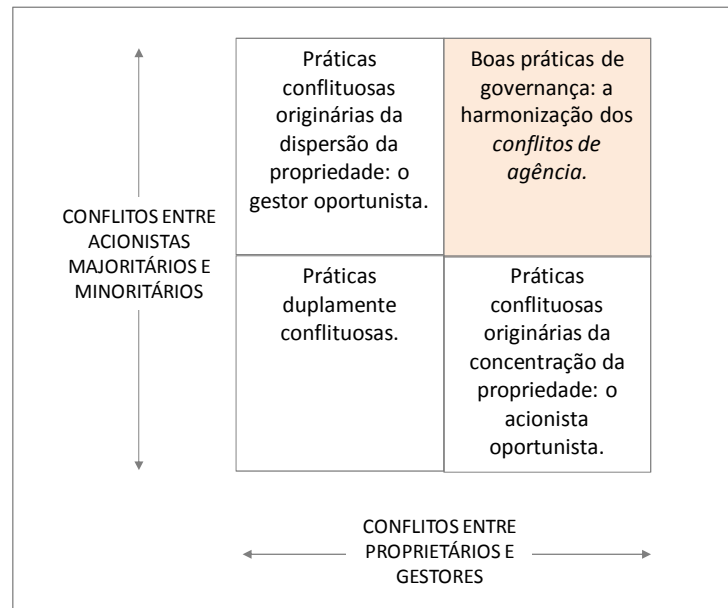 Práticas
conflituosas
originárias da
dispersão da
propriedade: o
gestor oportunista.
Boas práticas de
governança: a
harmonização dos
conflitos de
agência.
CONFLITOS ENTRE
ACIONISTAS
MAJORITÁRIOS E
MINORITÁRIOS
Práticas
duplamente
conflituosas.
Práticas
conflituosas
originárias da
concentração da
propriedade: o
acionista
oportunista.
CONFLITOS ENTRE
PROPRIETÁRIOS E
GESTORES